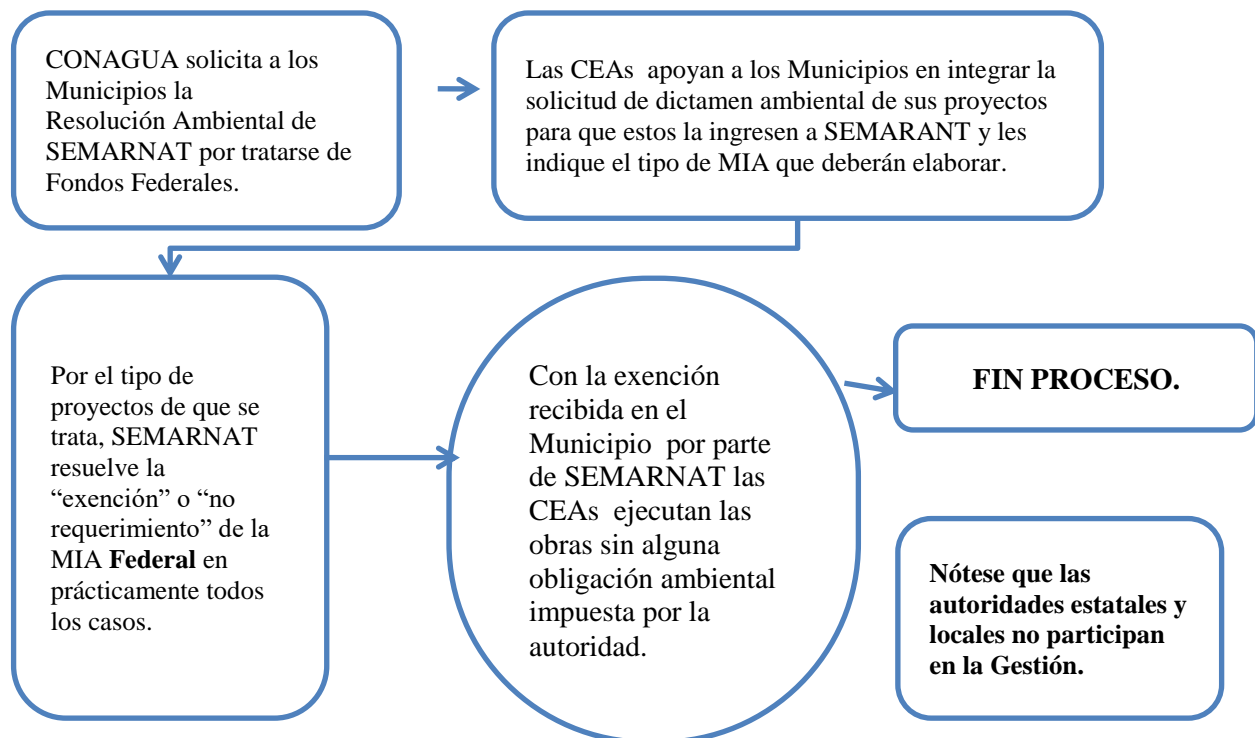 CONAGUA solicita a los
Municipios la
Resolución Ambiental de
SEMARNAT por tratarse de
Fondos Federales.
Las CEAs apoyan a los Municipios en integrar la
solicitud de dictamen ambiental de sus proyectos
para que estos la ingresen a SEMARANT y les
indique el tipo de MIA que deberán elaborar.
Por el tipo de
proyectos de que se
trata, SEMARNAT
resuelve la
“exención” o “no
requerimiento” de la
MIA Federal en
prácticamente todos
los casos.
Con la exención
recibida en el
Municipio por parte
de SEMARNAT las
CEAs ejecutan las
obras sin alguna
obligación ambiental
impuesta por la
autoridad.
FIN PROCESO.
Nótese que las
autoridades estatales y
locales no participan
en la Gestión.